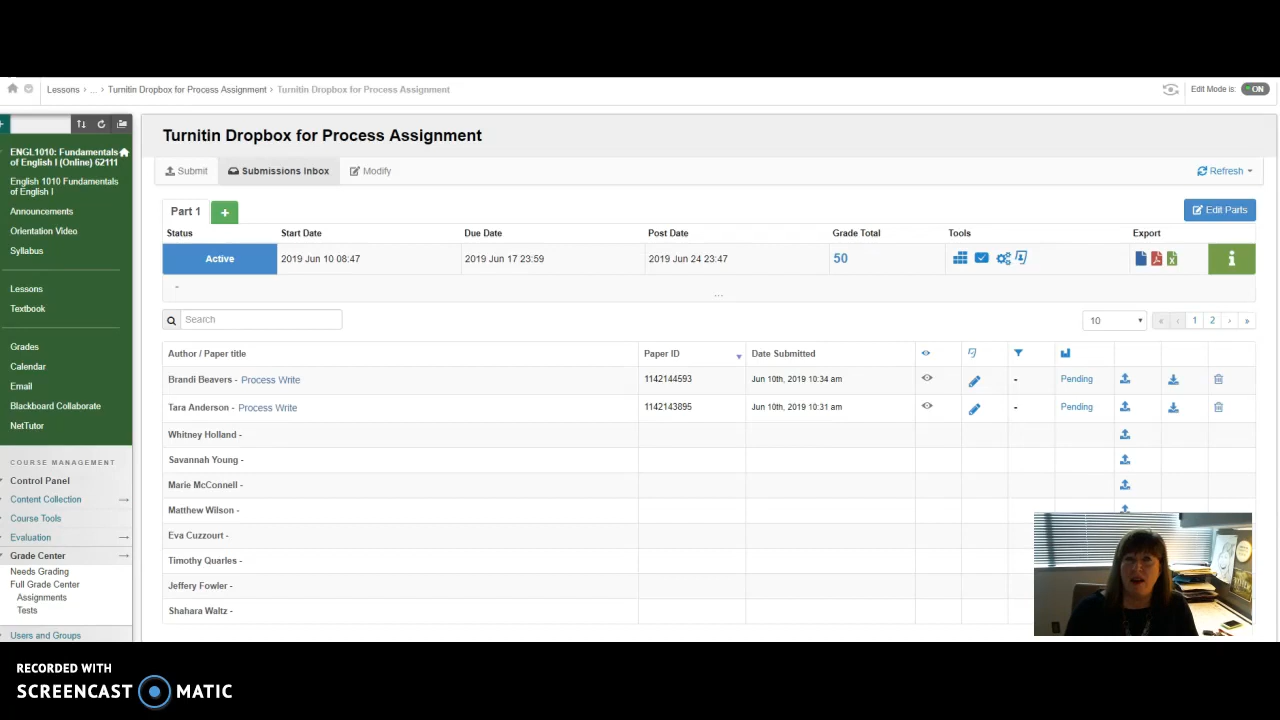 Lessons > ... > Turnitin Dropbox for Process Assignment > Turnitin Dropbox for Process Assignment
Edit Mode is: ON
Turnitin Dropbox for Process Assignment
Submit Submissions Inbox Modify Refresh
Part 1 + Edit Parts
Status Start Date Due Date Post Date Grade Total Tools Export
Active 2019 Jun 10 08:47 2019 Jun 17 23:59 2019 Jun 24 23:47 50
-
...
Search 10 « ‹ 1 2 › »
Author / Paper title Paper ID Date Submitted
Brandi Beavers - Process Write 1142144593 Jun 10th, 2019 10:34 am - Pending
Tara Anderson - Process Write 1142143895 Jun 10th, 2019 10:31 am - Pending
Whitney Holland -
Savannah Young -
Marie McConnell -
Matthew Wilson -
Eva Cuzzourt -
Timothy Quarles -
Jeffery Fowler -
Shahara Waltz -
ENGL1010: Fundamentals
of English I (Online) 62111
English 1010 Fundamentals
of English I
Announcements
Orientation Video
Syllabus
Lessons
Textbook
Grades
Calendar
Email
Blackboard Collaborate
NetTutor
COURSE MANAGEMENT
Control Panel
Content Collection
Course Tools
Evaluation
Grade Center
Needs Grading
Full Grade Center
Assignments
Tests
Users and Groups
RECORDED WITH
SCREENCAST MATIC